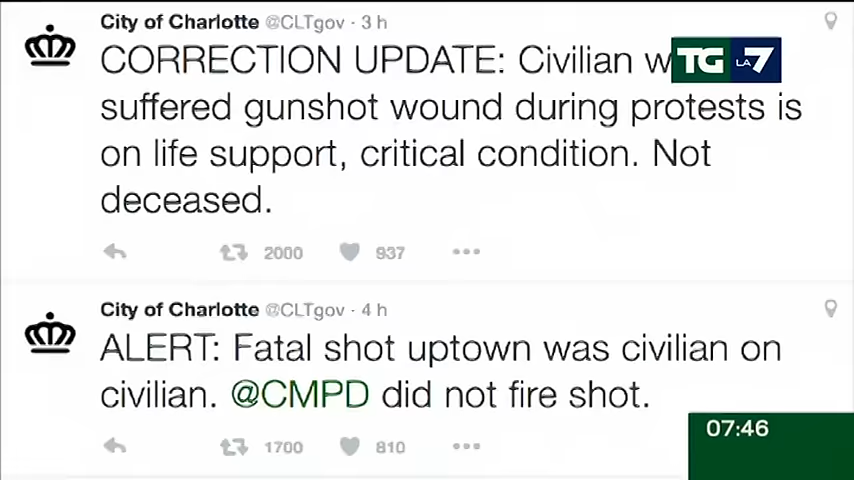 City of Charlotte @CLTgov · 3 h
CORRECTION UPDATE: Civilian w
TG LA7
suffered gunshot wound during protests is
on life support, critical condition. Not
deceased.
2000 937
City of Charlotte @CLTgov · 4 h
ALERT: Fatal shot uptown was civilian on
civilian. @CMPD did not fire shot.
1700 810
07:46